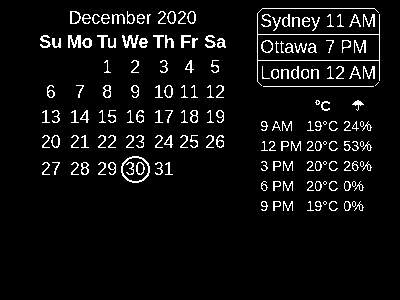 December 2020
Su Mo Tu We Th Fr Sa
1 2 3 4 5
6 7 8 9 10 11 12
13 14 15 16 17 18 19
20 21 22 23 24 25 26
27 28 29 30 31
Sydney 11 AM
Ottawa 7 PM
London 12 AM
°C ☂
9 AM 19°C 24%
12 PM 20°C 53%
3 PM 20°C 26%
6 PM 20°C 0%
9 PM 19°C 0%